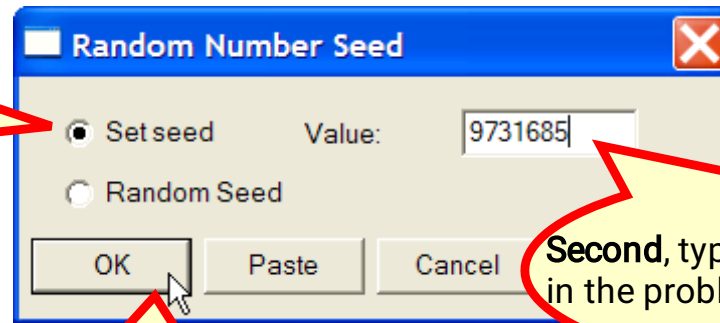 Random Number Seed
Set seed Value: 9731685
Random Seed
OK Paste Cancel
Second, typ
in the probl